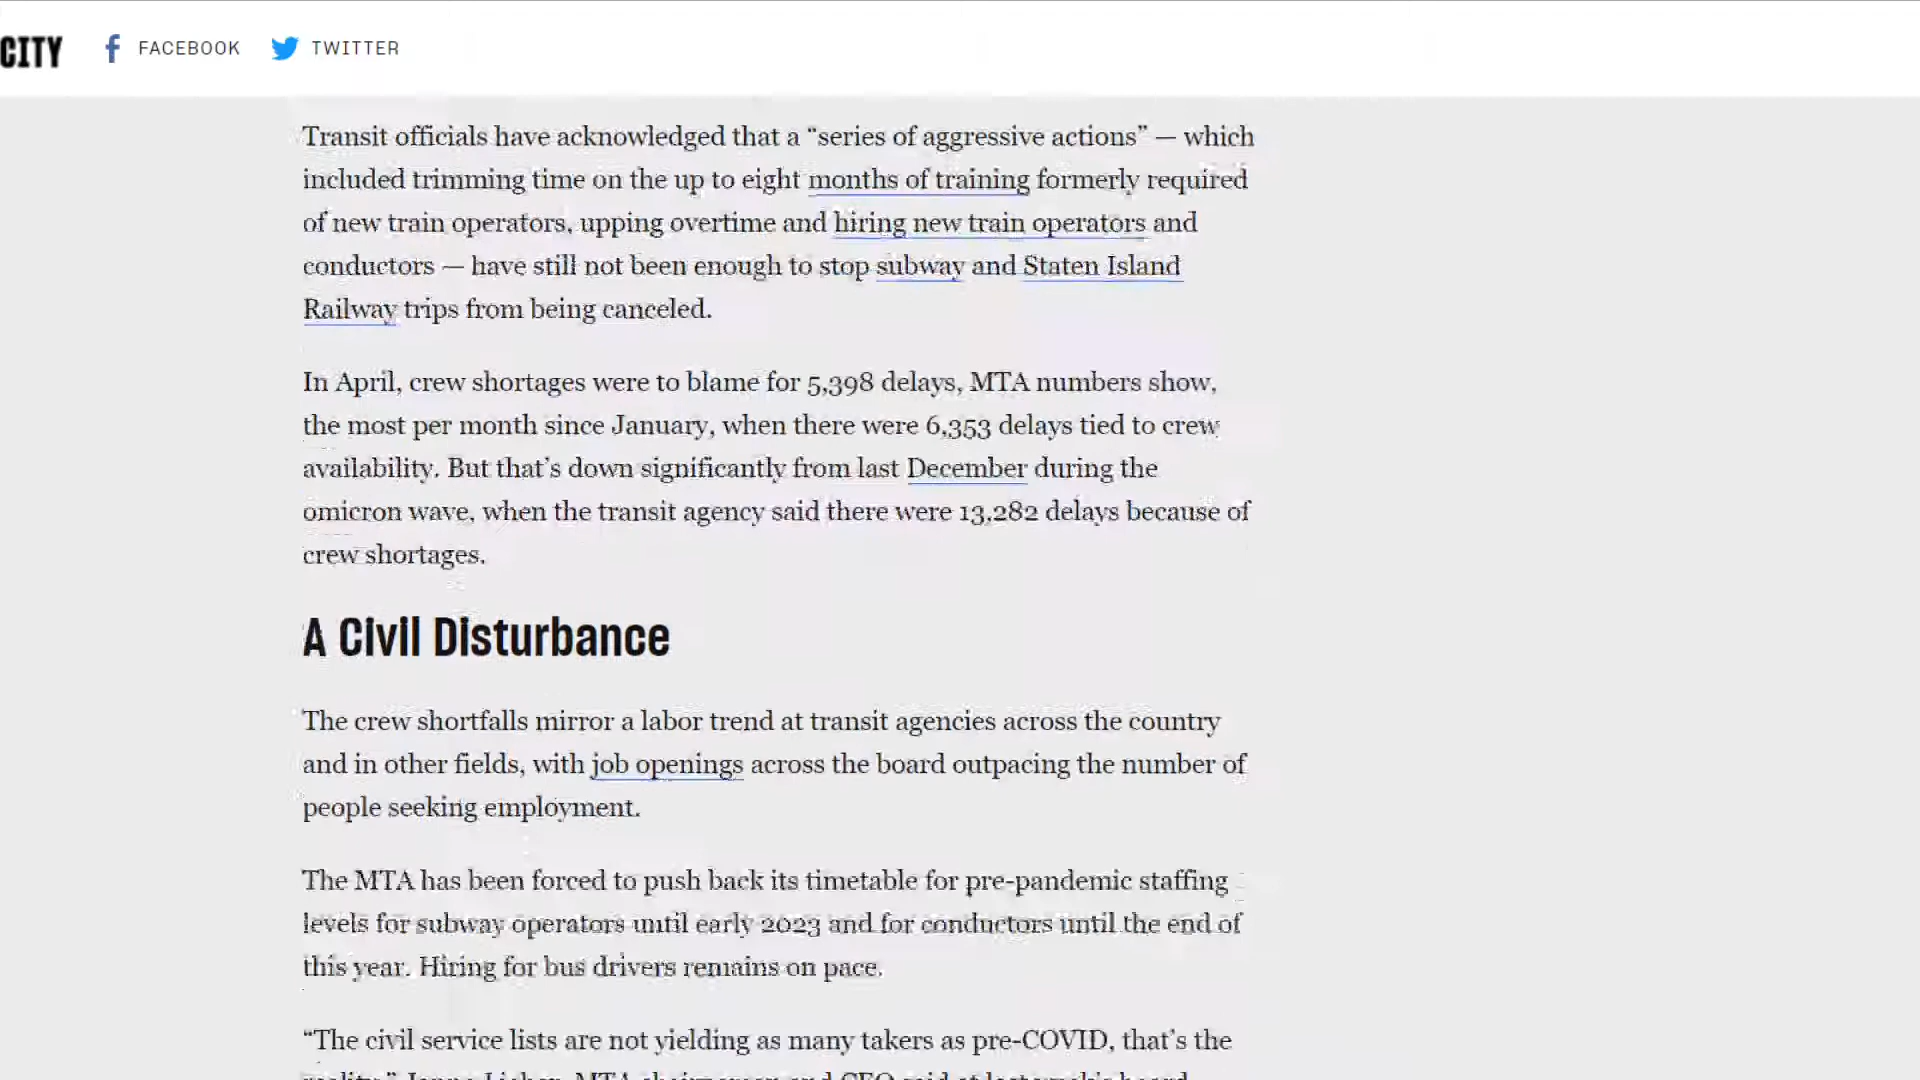 CITY FACEBOOK TWITTER
Transit officials have acknowledged that a “series of aggressive actions” — which
included trimming time on the up to eight months of training formerly required
of new train operators, upping overtime and hiring new train operators and
conductors — have still not been enough to stop subway and Staten Island
Railway trips from being canceled.
In April, crew shortages were to blame for 5,398 delays, MTA numbers show,
the most per month since January, when there were 6,353 delays tied to crew
availability. But that’s down significantly from last December during the
omicron wave, when the transit agency said there were 13,282 delays because of
crew shortages.
A Civil Disturbance
The crew shortfalls mirror a labor trend at transit agencies across the country
and in other fields, with job openings across the board outpacing the number of
people seeking employment.
The MTA has been forced to push back its timetable for pre-pandemic staffing
levels for subway operators until early 2023 and for conductors until the end of
this year. Hiring for bus drivers remains on pace.
“The civil service lists are not yielding as many takers as pre-COVID, that’s the